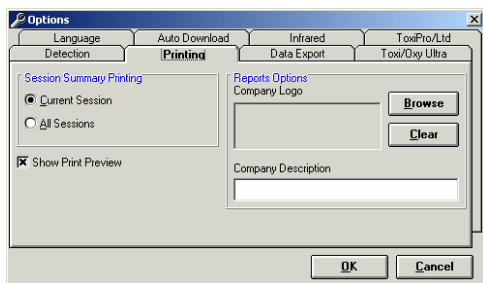 Options
Language Auto Download Infrared ToxiPro/Ltd
Detection Printing Data Export Toxi/Oxy Ultra
Session Summary Printing
Current Session
All Sessions
Show Print Preview
Reports Options
Company Logo
Browse
Clear
Company Description
OK Cancel